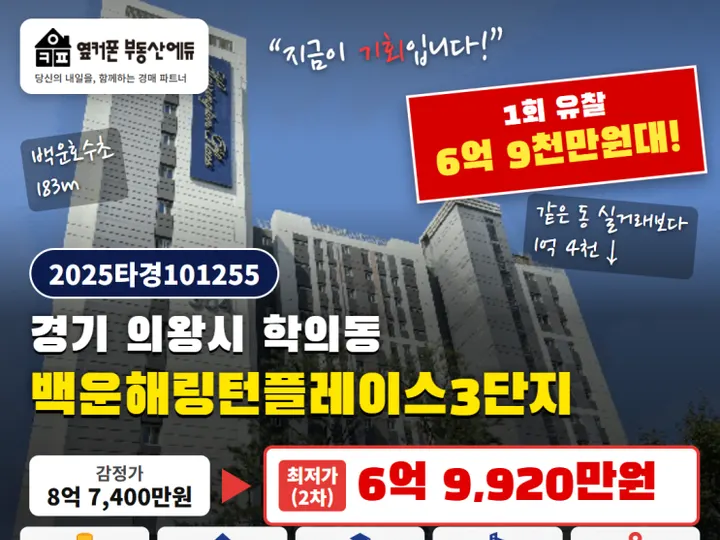 옆커폰 부동산에듀
당신의 내일을, 함께하는 경매 파트너
“지금이 기회입니다!”
1회 유찰
6억 9천만원대!
백운호수초
183m
같은 동 실거래보다
1억 4천↓
2025타경101255
경기 의왕시 학의동
백운해링턴플레이스3단지
감정가
8억 7,400만원
최저가
(2차)
6억 9,920만원